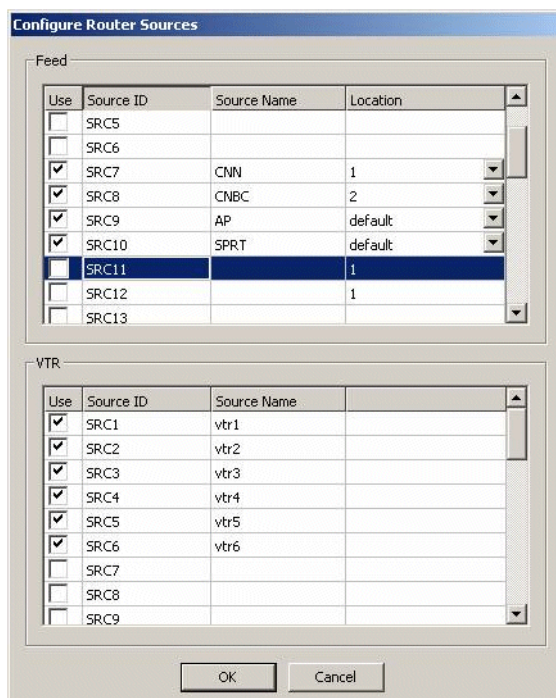 Configure Router Sources
Feed
Use Source ID Source Name Location
SRC5
SRC6
SRC7 CNN 1
SRC8 CNBC 2
SRC9 AP default
SRC10 SPRT default
SRC11 1
SRC12 1
SRC13
VTR
Use Source ID Source Name
SRC1 vtr1
SRC2 vtr2
SRC3 vtr3
SRC4 vtr4
SRC5 vtr5
SRC6 vtr6
SRC7
SRC8
SRC9
OK Cancel